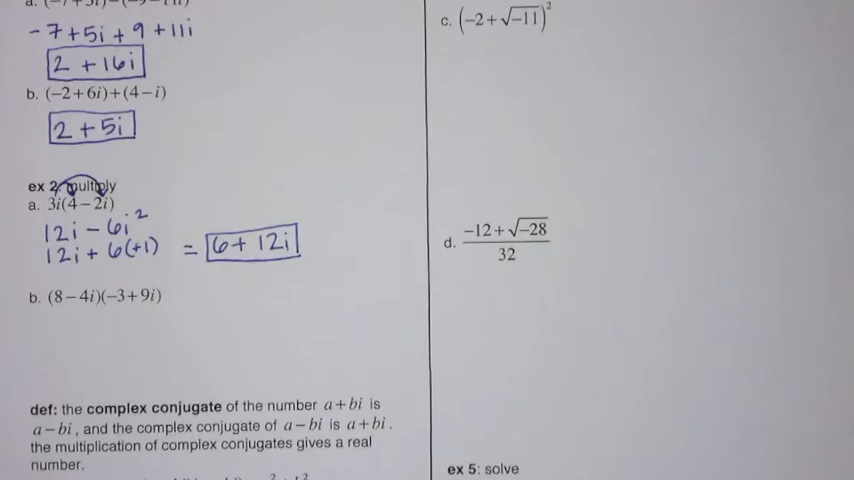 -7+5i+9+11i
2+16i
b. (−2+6i)+(4−i)
2+5i
ex 2: multiply
a. 3i(4−2i)
12i − 6i²
12i + 6(+1) = 6+12i
b. (8−4i)(−3+9i)
def: the complex conjugate of the number a+bi is
a−bi, and the complex conjugate of a−bi is a+bi.
the multiplication of complex conjugates gives a real
number.
c. (−2+√−11)²
d. −12+√−28
32
ex 5: solve